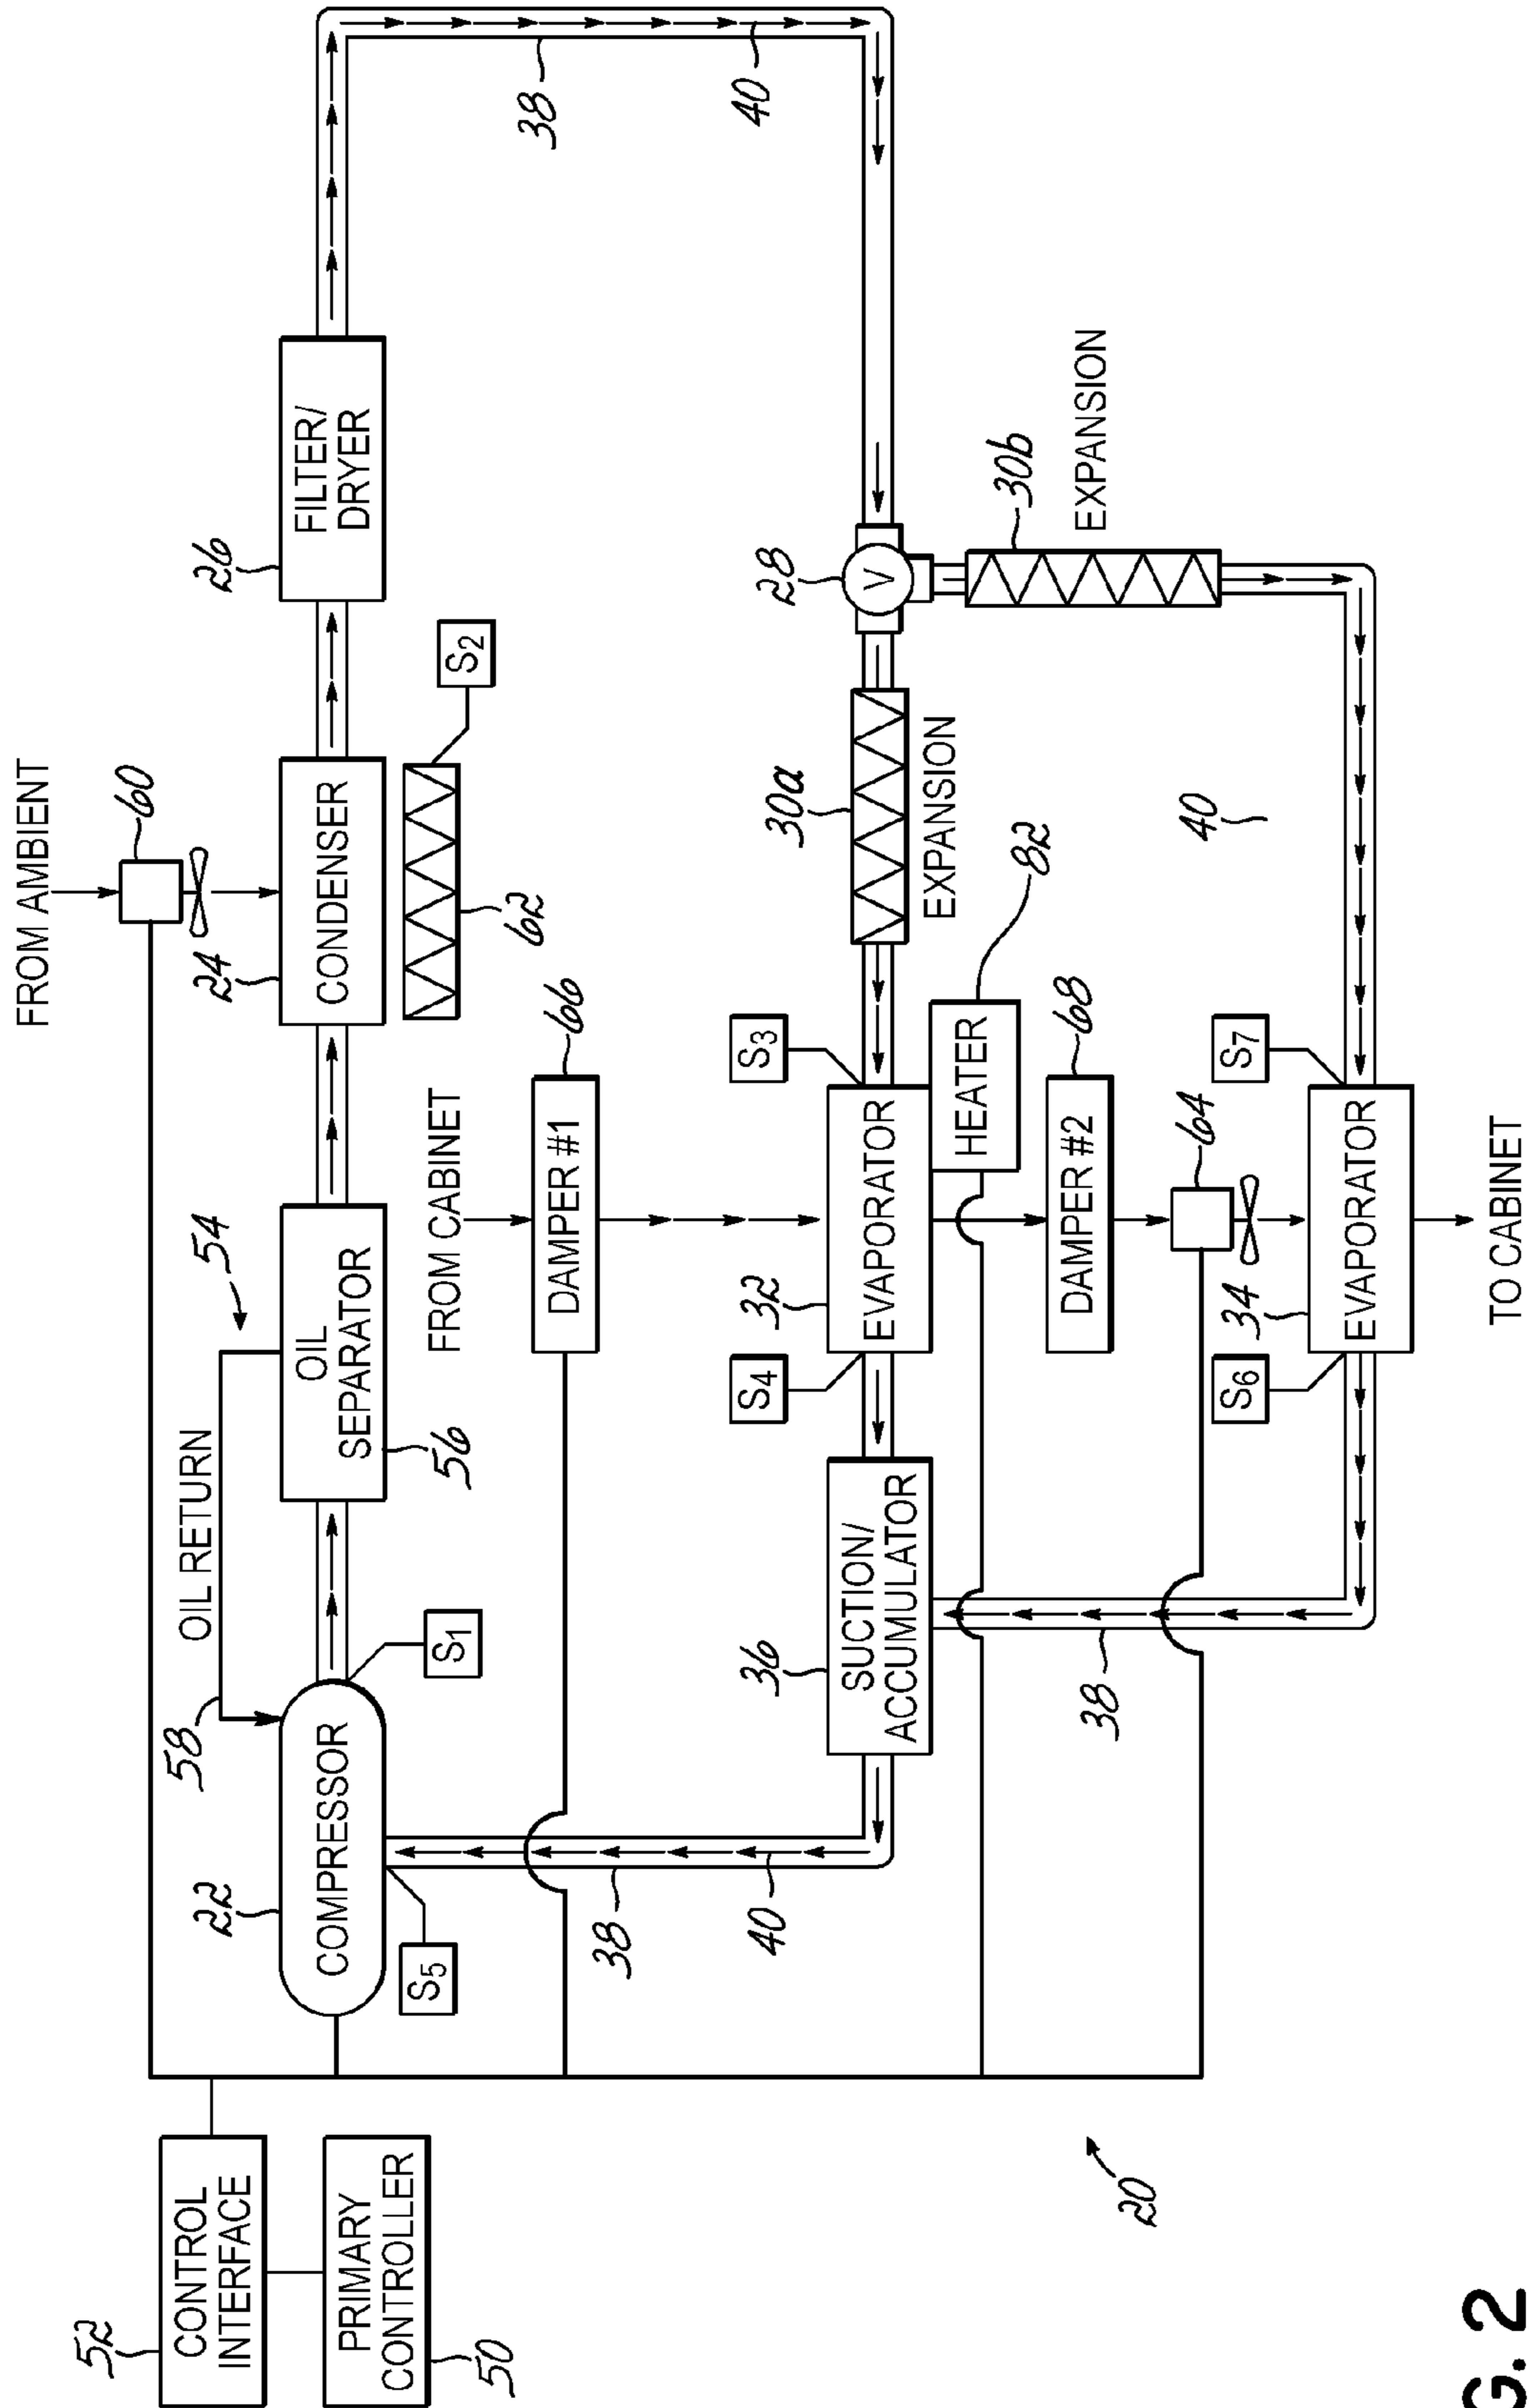 FROM AMBIENT
60
24
CONDENSER
62
S2
26
FILTER/
DRYER
38
40
54
OIL RETURN
58
OIL
SEPARATOR
56
22
COMPRESSOR
S1
S5
52
CONTROL
INTERFACE
PRIMARY
CONTROLLER
50
FROM CABINET
66
DAMPER #1
38
40
28
V
30a
EXPANSION
30b
EXPANSION
S3
32
EVAPORATOR
S4
HEATER
82
36
SUCTION/
ACCUMULATOR
DAMPER #2
68
64
40
S7
34
EVAPORATOR
S6
38
TO CABINET
20
G. 2